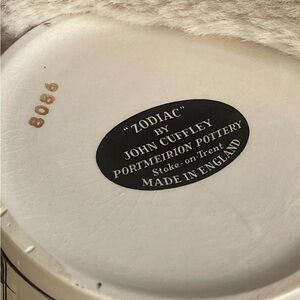 8086
"ZODIAC"
BY
JOHN CUFFLEY
PORTMEIRION POTTERY
Stoke-on-Trent
MADE IN ENGLAND